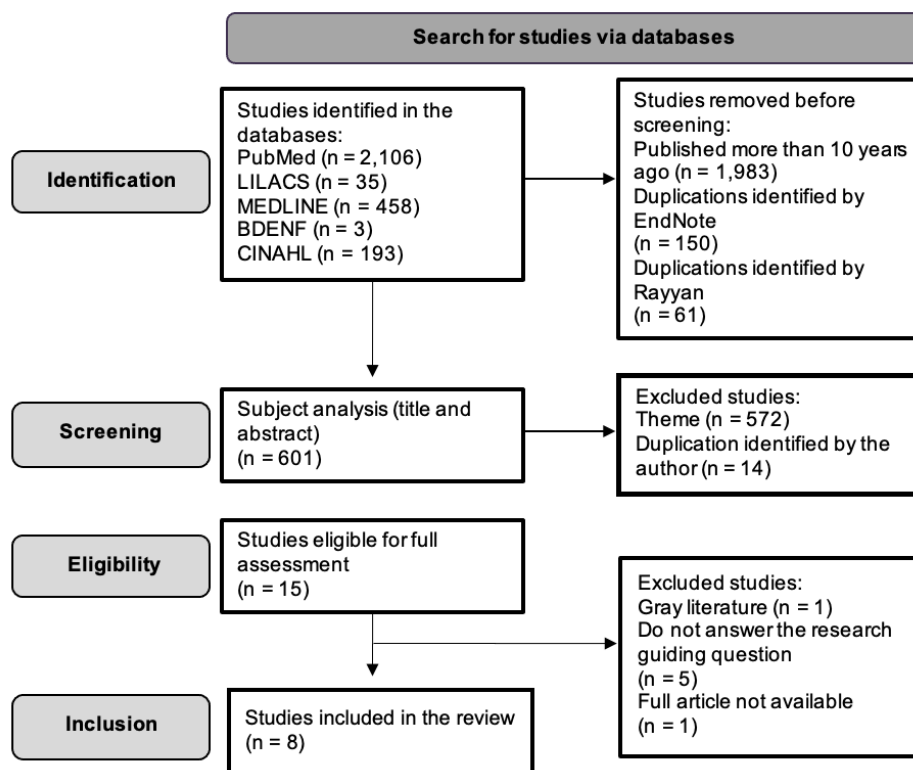 Search for studies via databases
Identification
Studies identified in the
databases:
PubMed (n = 2,106)
LILACS (n = 35)
MEDLINE (n = 458)
BDENF (n = 3)
CINAHL (n = 193)
Studies removed before
screening:
Published more than 10 years
ago (n = 1,983)
Duplications identified by
EndNote
(n = 150)
Duplications identified by
Rayyan
(n = 61)
Screening
Subject analysis (title and
abstract)
(n = 601)
Excluded studies:
Theme (n = 572)
Duplication identified by the
author (n = 14)
Eligibility
Studies eligible for full
assessment
(n = 15)
Excluded studies:
Gray literature (n = 1)
Do not answer the research
guiding question
(n = 5)
Full article not available
(n = 1)
Inclusion
Studies included in the review
(n = 8)